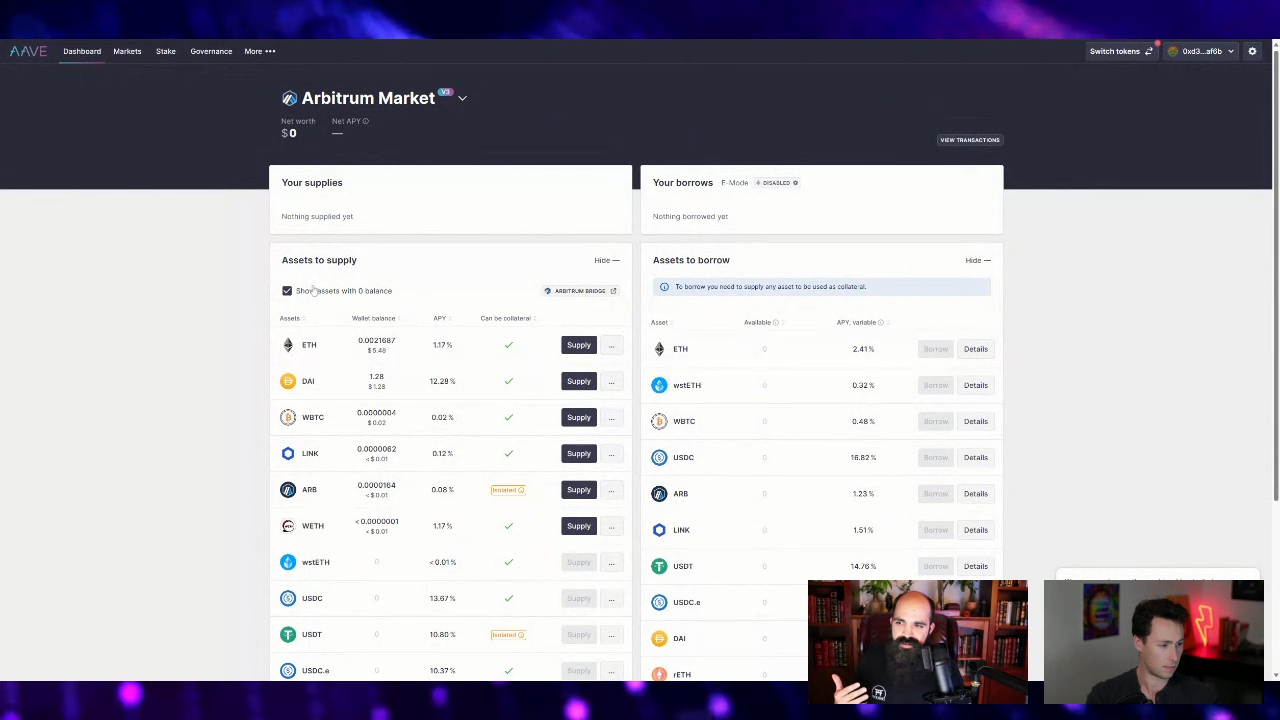 AAVE Dashboard Markets Stake Governance More ••• Switch tokens 0xd3...af6b
Arbitrum Market V3
Net worth Net APY
$0 —
VIEW TRANSACTIONS
Your supplies
Nothing supplied yet
Your borrows E-Mode DISABLED
Nothing borrowed yet
Assets to supply Hide —
Show assets with 0 balance ARBITRUM BRIDGE
Assets Wallet balance APY Can be collateral
ETH 0.0021687 1.17% Supply ...
$ 5.48
DAI 1.28 12.28% Supply ...
$ 1.28
WBTC 0.0000004 0.02% Supply ...
$ 0.02
LINK 0.0000062 0.12% Supply ...
< $ 0.01
ARB 0.0000164 0.08% Isolated Supply ...
< $ 0.01
WETH < 0.0000001 1.17% Supply ...
< $ 0.01
wstETH 0 < 0.01% Supply ...
USDC 0 13.67% Supply ...
USDT 0 10.80% Isolated Supply ...
USDC.e 0 10.37% Supply ...
Assets to borrow Hide —
To borrow you need to supply any asset to be used as collateral.
Asset Available APY, variable
ETH 0 2.41% Borrow Details
wstETH 0 0.32% Borrow Details
WBTC 0 0.48% Borrow Details
USDC 0 16.82% Borrow Details
ARB 0 1.23% Borrow Details
LINK 0 1.51% Borrow Details
USDT 0 14.76% Borrow Details
USDC.e 0
DAI 0
rETH 0